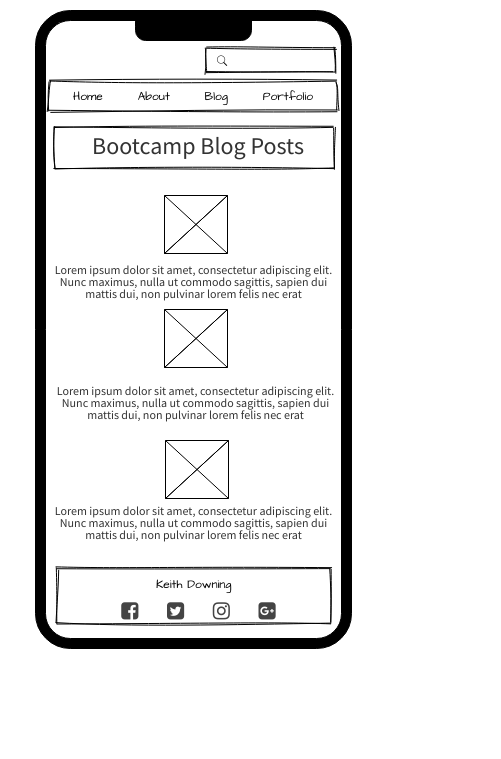 Home About Blog Portfolio
Bootcamp Blog Posts
Lorem ipsum dolor sit amet, consectetur adipiscing elit.
Nunc maximus, nulla ut commodo sagittis, sapien dui
mattis dui, non pulvinar lorem felis nec erat
Lorem ipsum dolor sit amet, consectetur adipiscing elit.
Nunc maximus, nulla ut commodo sagittis, sapien dui
mattis dui, non pulvinar lorem felis nec erat
Lorem ipsum dolor sit amet, consectetur adipiscing elit.
Nunc maximus, nulla ut commodo sagittis, sapien dui
mattis dui, non pulvinar lorem felis nec erat
Keith Downing